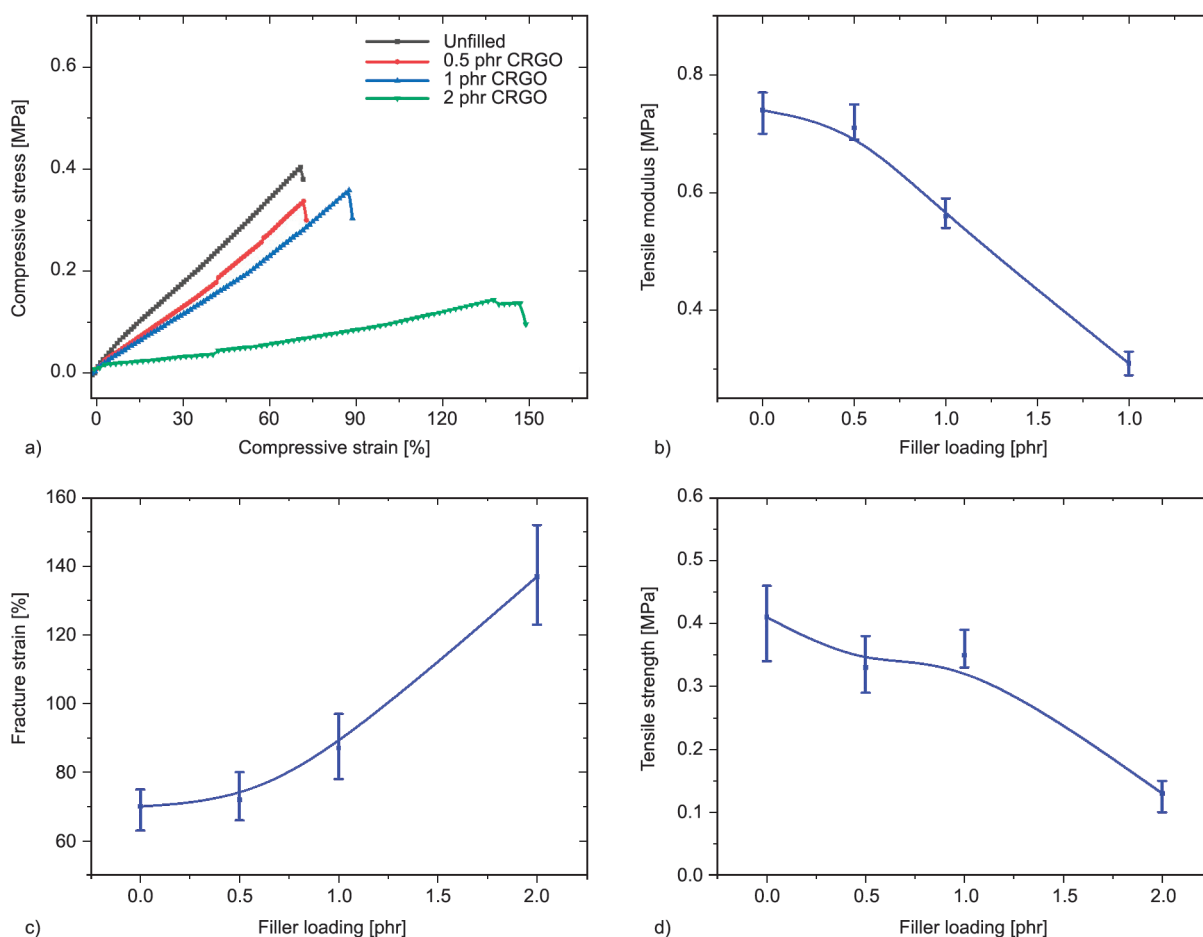 Unfilled
0.5 phr CRGO
1 phr CRGO
2 phr CRGO
0.6
0.4
0.2
0.0
Compressive stress [MPa]
0 30 60 90 120 150
Compressive strain [%]
a)
0.8
0.6
0.4
Tensile modulus [MPa]
0.0 0.5 1.0 1.5 1.0
Filler loading [phr]
b)
160
140
120
100
80
60
Fracture strain [%]
0.0 0.5 1.0 1.5 2.0
Filler loading [phr]
c)
0.6
0.5
0.4
0.3
0.2
0.1
0.0
Tensile strength [MPa]
0.0 0.5 1.0 1.5 2.0
Filler loading [phr]
d)